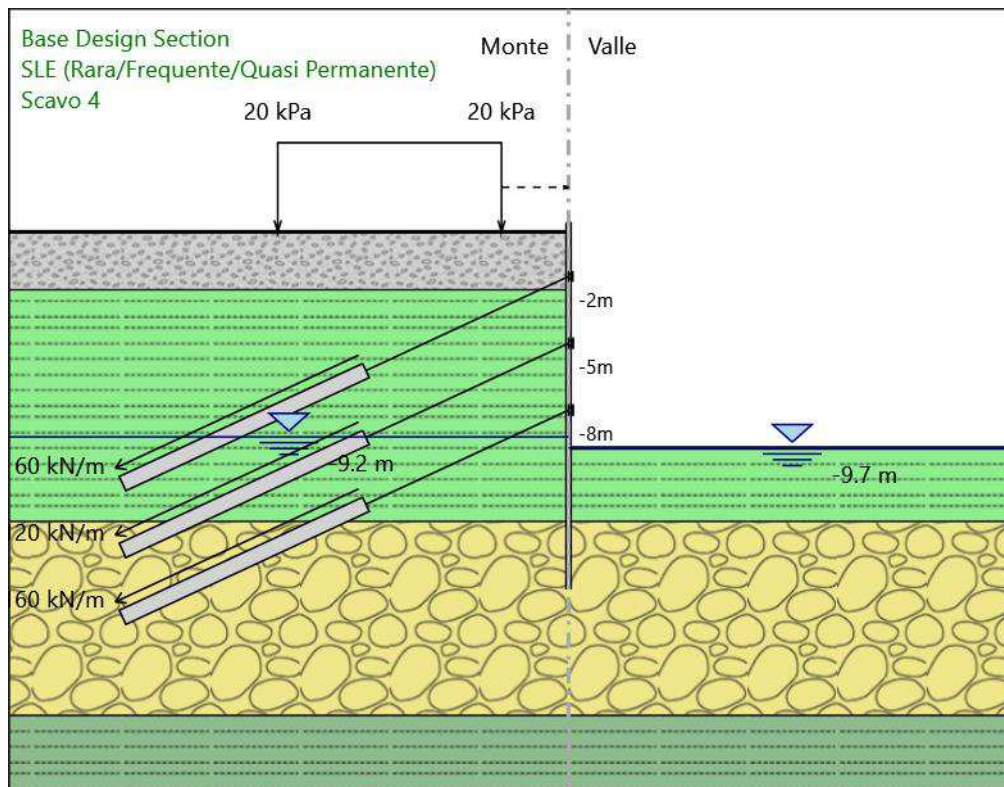 Base Design Section
SLE (Rara/Frequente/Quasi Permanente)
Scavo 4
Monte
Valle
20 kPa
20 kPa
-2m
-5m
-8m
-9.2 m
-9.7 m
60 kN/m
20 kN/m
60 kN/m